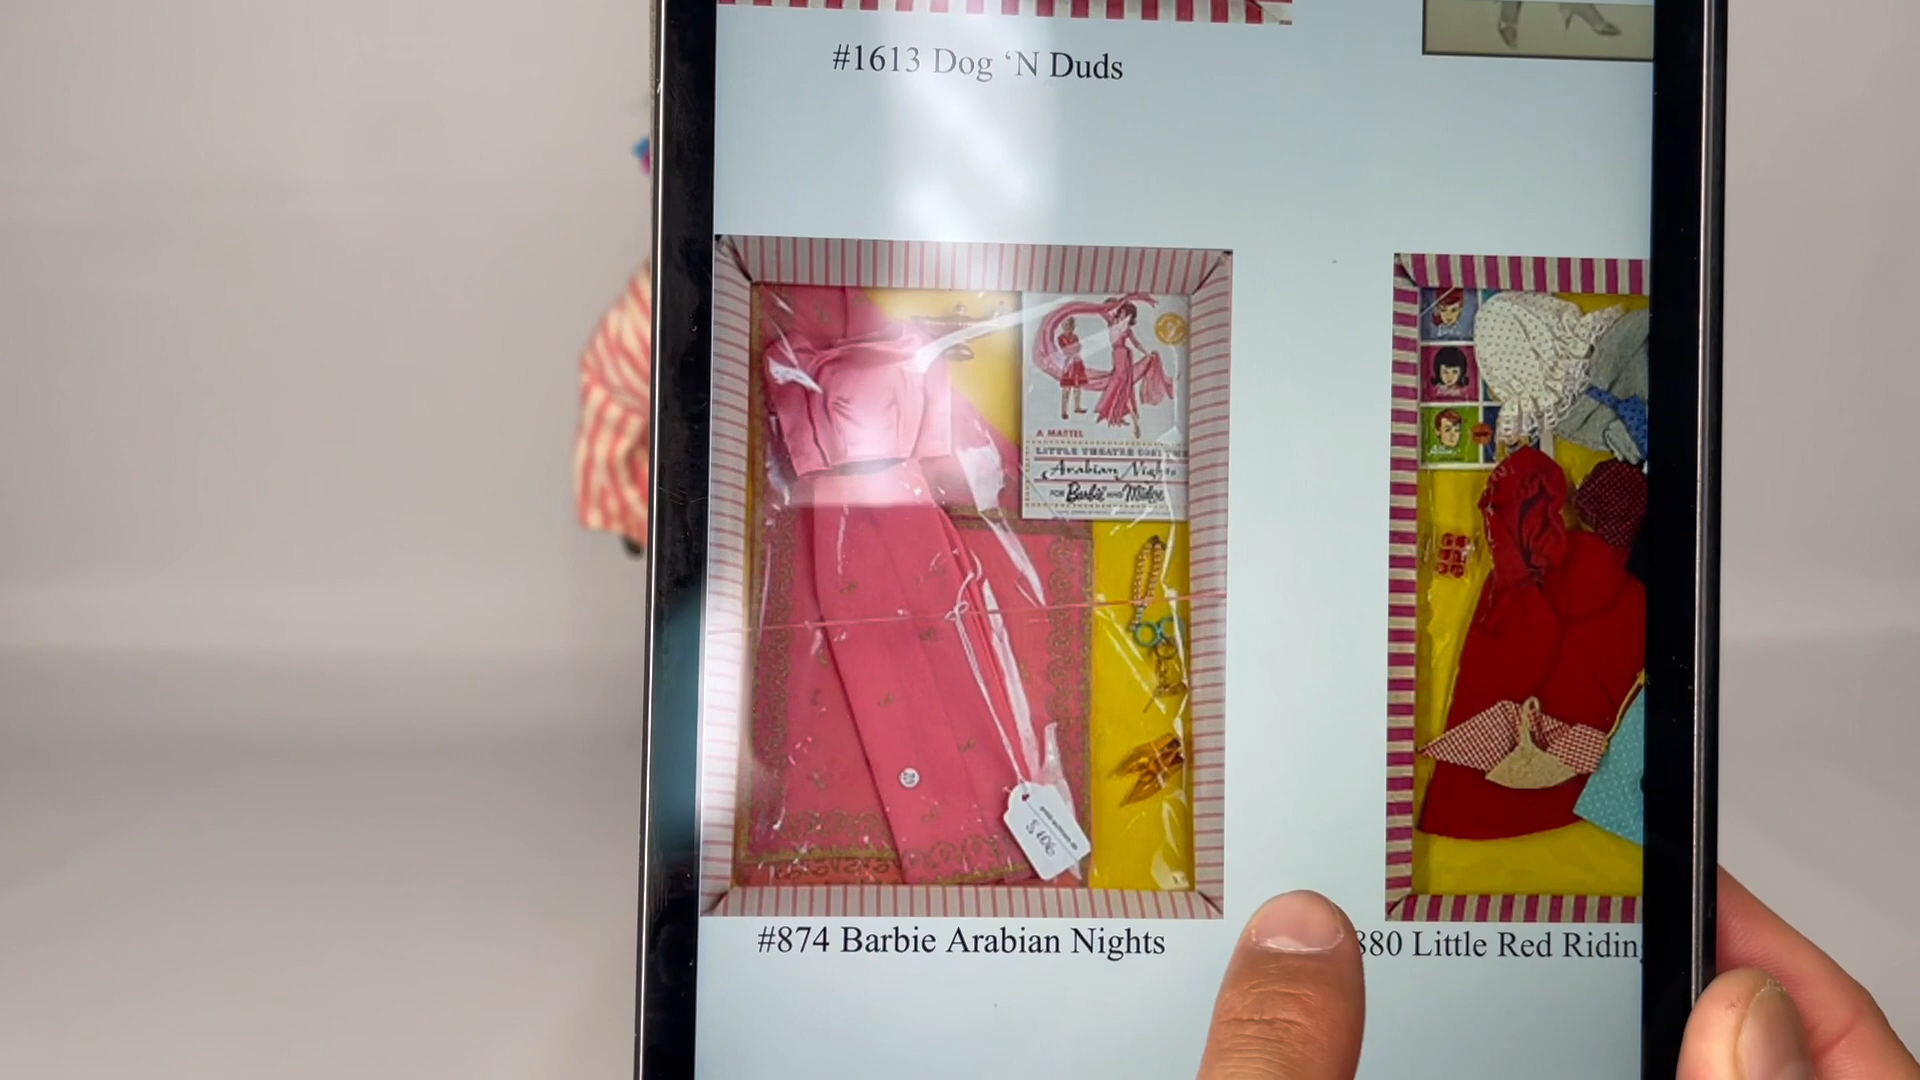 #1613 Dog ‘N Duds
A MATTEL
LITTLE THEATRE COSTUME
Arabian Nights
FOR Barbie AND Midge
#874 Barbie Arabian Nights
880 Little Red Riding